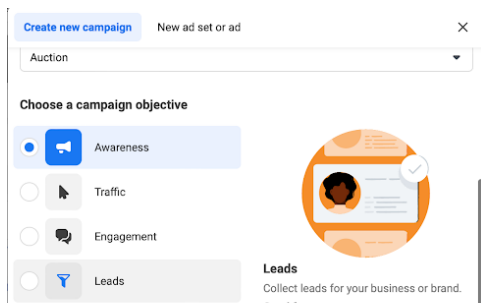 Create new campaign New ad set or ad
Auction
Choose a campaign objective
Awareness
Traffic
Engagement
Leads
Leads
Collect leads for your business or brand.